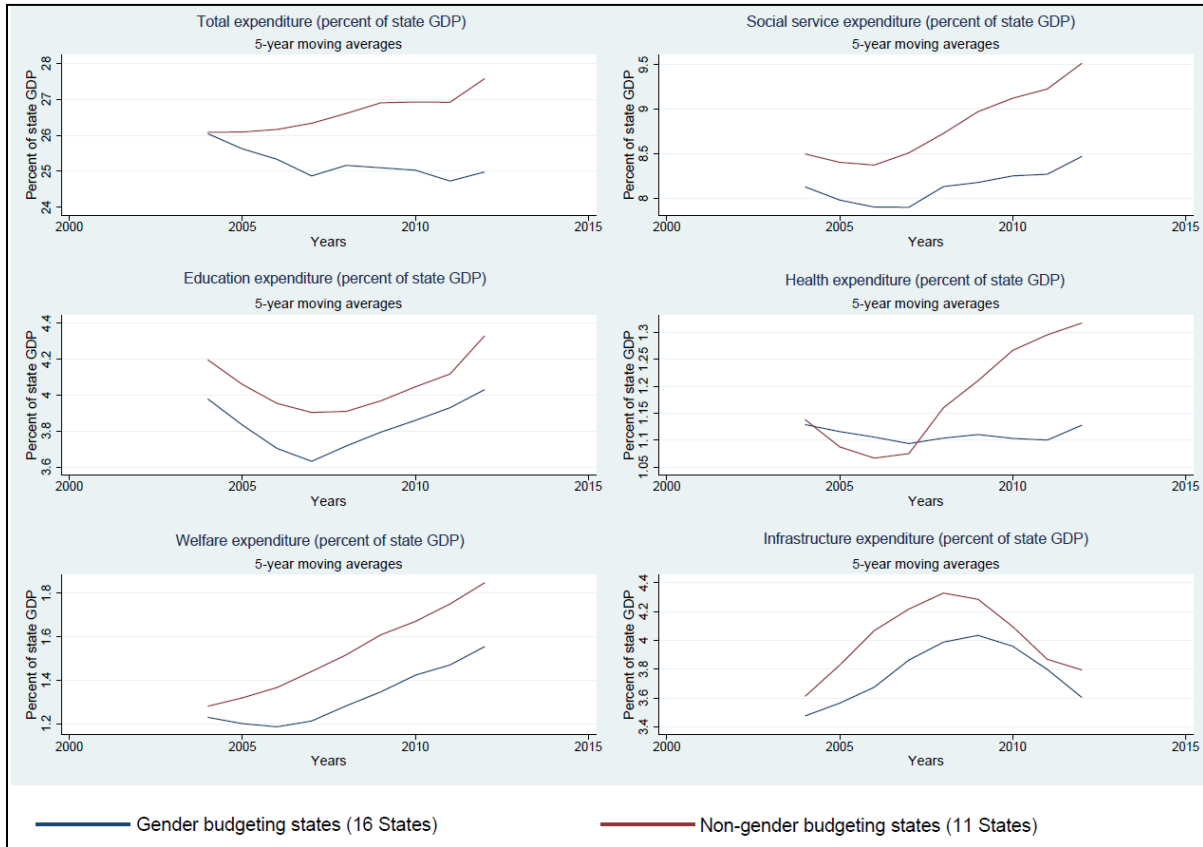 Total expenditure (percent of state GDP)
5-year moving averages
Percent of state GDP
28
27
26
25
24
2000
2005
2010
2015
Years
Social service expenditure (percent of state GDP)
5-year moving averages
Percent of state GDP
9.5
9
8.5
8
2000
2005
2010
2015
Years
Education expenditure (percent of state GDP)
5-year moving averages
Percent of state GDP
4.4
4.2
4
3.8
3.6
2000
2005
2010
2015
Years
Health expenditure (percent of state GDP)
5-year moving averages
Percent of state GDP
1.3
1.25
1.2
1.15
1.1
1.05
2000
2005
2010
2015
Years
Welfare expenditure (percent of state GDP)
5-year moving averages
Percent of state GDP
1.8
1.6
1.4
1.2
2000
2005
2010
2015
Years
Infrastructure expenditure (percent of state GDP)
5-year moving averages
Percent of state GDP
4.4
4.2
4
3.8
3.6
3.4
2000
2005
2010
2015
Years
Gender budgeting states (16 States)
Non-gender budgeting states (11 States)